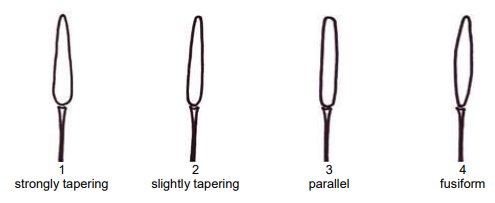 1 2 3 4
strongly tapering slightly tapering parallel fusiform